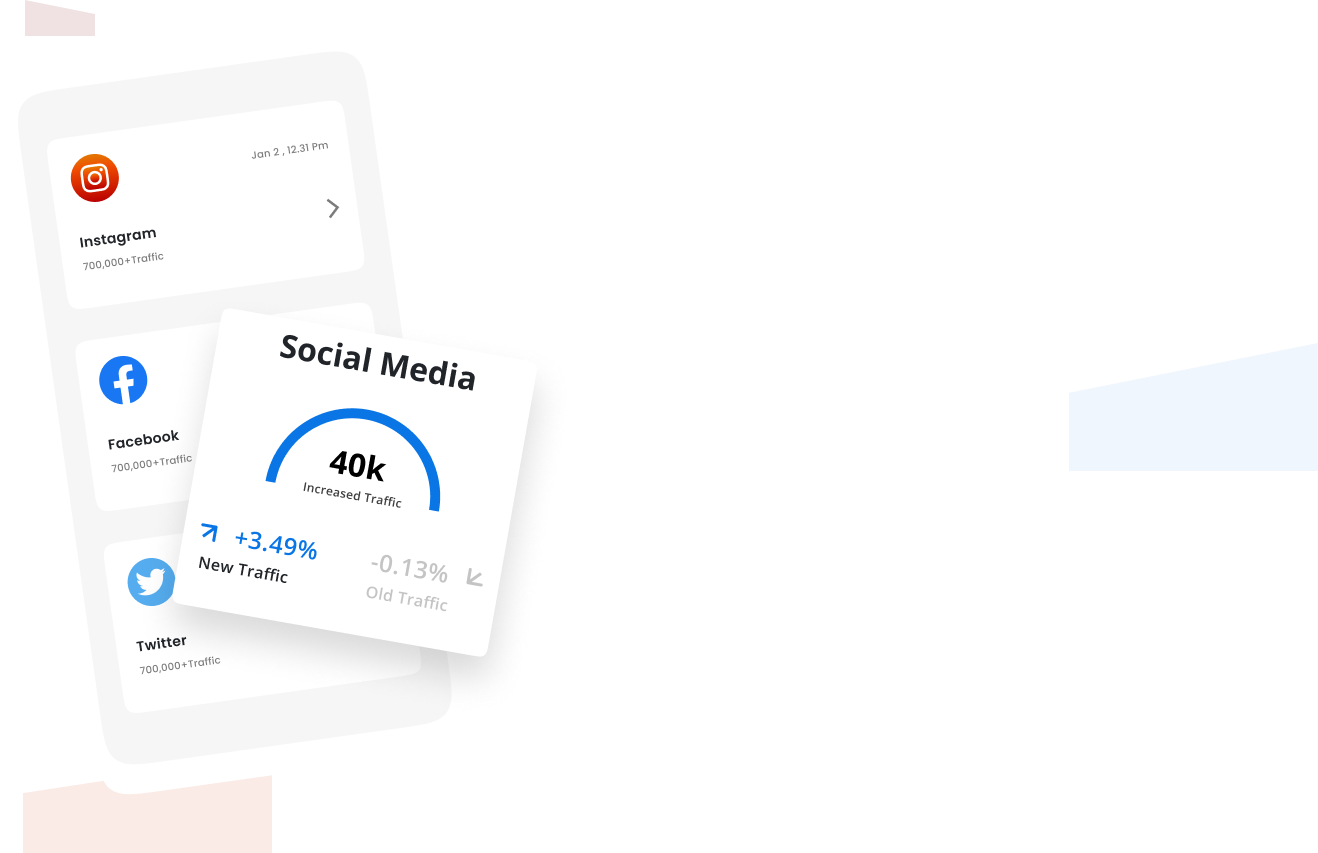 Jan 2 , 12.31 Pm
Instagram
700,000+Traffic
Facebook
700,000+Traffic
Twitter
700,000+Traffic
Social Media
40k
Increased Traffic
+3.49%
New Traffic
-0.13%
Old Traffic